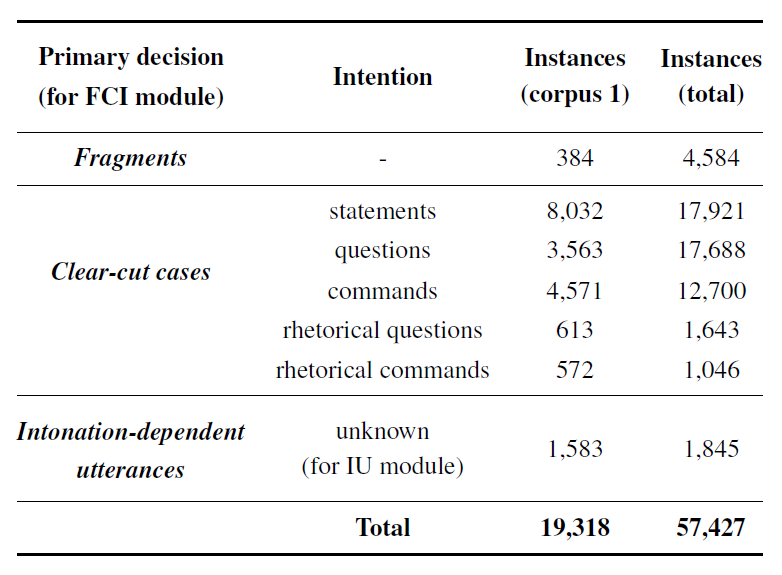 Primary decision
(for FCI module)
Intention
Instances
(corpus 1)
Instances
(total)
Fragments - 384 4,584
Clear-cut cases
statements 8,032 17,921
questions 3,563 17,688
commands 4,571 12,700
rhetorical questions 613 1,643
rhetorical commands 572 1,046
Intonation-dependent
utterances
unknown
(for IU module)
1,583 1,845
Total 19,318 57,427